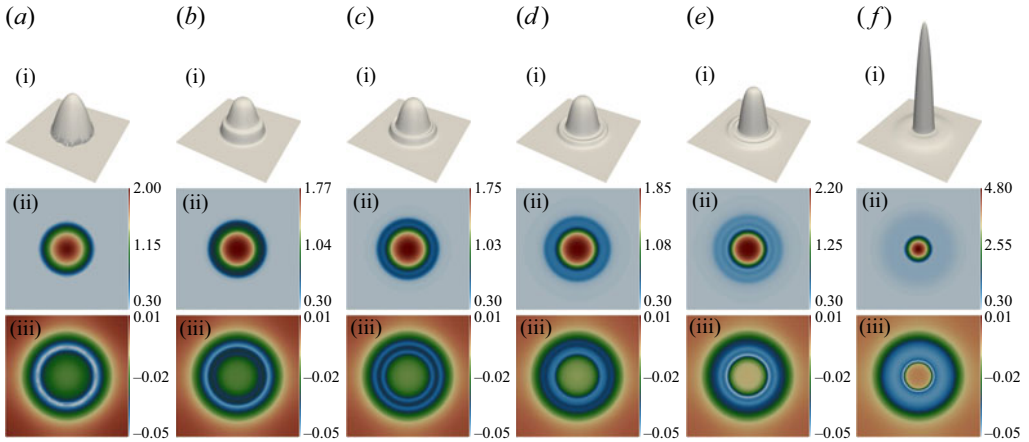 (a) (b) (c) (d) (e) (f)
(i) (i) (i) (i) (i) (i)
(ii) 2.00 (ii) 1.77 (ii) 1.75 (ii) 1.85 (ii) 2.20 (ii) 4.80
1.15 1.04 1.03 1.08 1.25 2.55
0.30 0.30 0.30 0.30 0.30 0.30
(iii) 0.01 (iii) 0.01 (iii) 0.01 (iii) 0.01 (iii) 0.01 (iii) 0.01
–0.02 –0.02 –0.02 –0.02 –0.02 –0.02
–0.05 –0.05 –0.05 –0.05 –0.05 –0.05